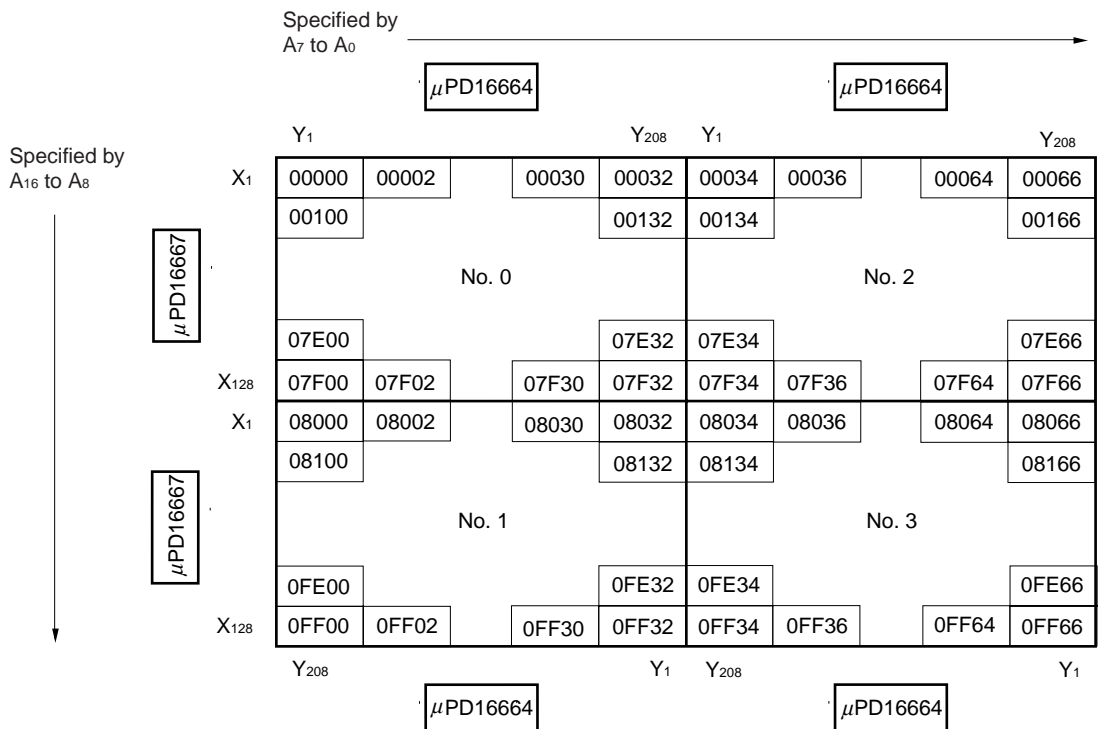 Specified by
A7 to A0
μPD16664 μPD16664
Y1 Y208 Y1 Y208
Specified by
A16 to A8
X1 00000 00002 00030 00032 00034 00036 00064 00066
00100 00132 00134 00166
μPD16667
No. 0 No. 2
07E00 07E32 07E34 07E66
X128 07F00 07F02 07F30 07F32 07F34 07F36 07F64 07F66
X1 08000 08002 08030 08032 08034 08036 08064 08066
08100 08132 08134 08166
μPD16667
No. 1 No. 3
0FE00 0FE32 0FE34 0FE66
X128 0FF00 0FF02 0FF30 0FF32 0FF34 0FF36 0FF64 0FF66
Y208 Y1 Y208 Y1
μPD16664 μPD16664